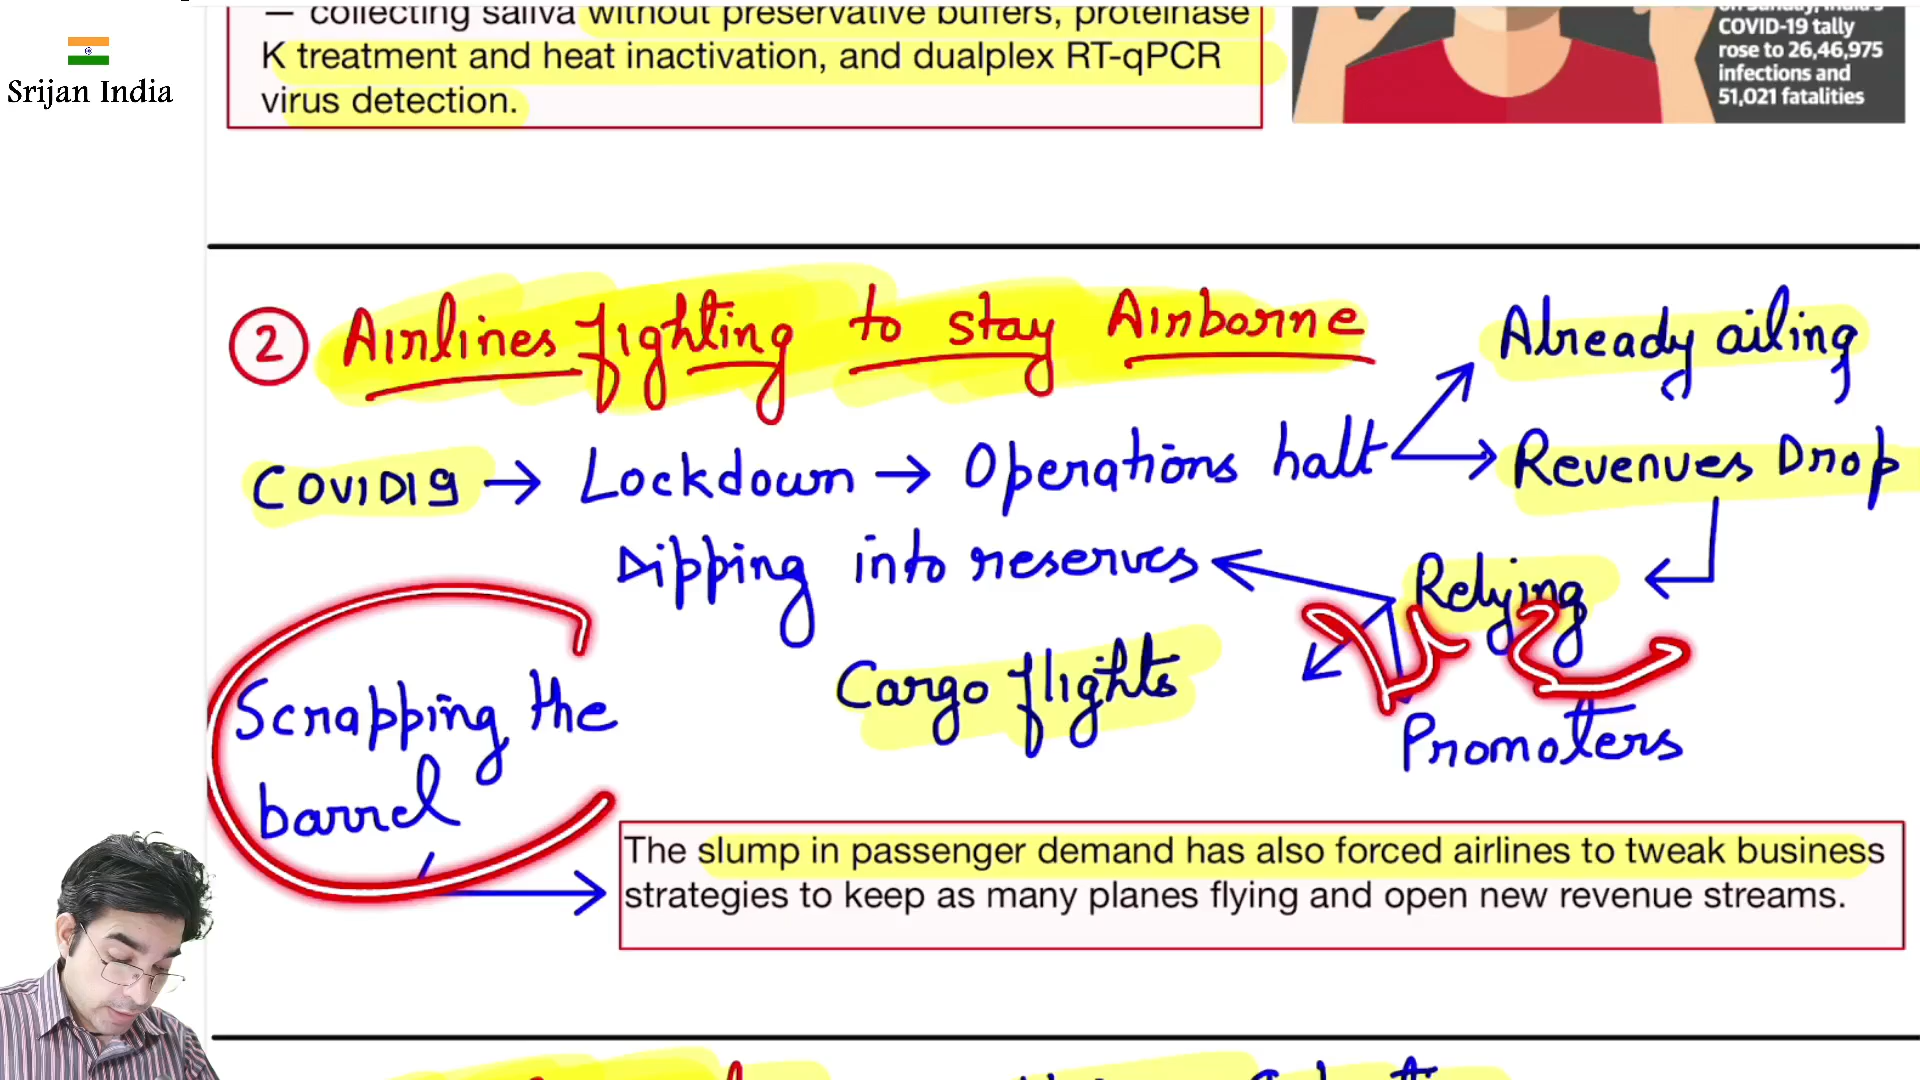 — collecting saliva without preservative buffers, proteinase
K treatment and heat inactivation, and dualplex RT-qPCR
virus detection.
on Sunday, India's
COVID-19 tally
rose to 26,46,975
infections and
51,021 fatalities
Srijan India
2 Airlines fighting to stay Airborne
Already ailing
COVID19 → Lockdown → Operations halt
Revenues Drop
Dipping into reserves
Relying
Cargo flights
Promoters
Scrapping the
barrel
The slump in passenger demand has also forced airlines to tweak business
strategies to keep as many planes flying and open new revenue streams.